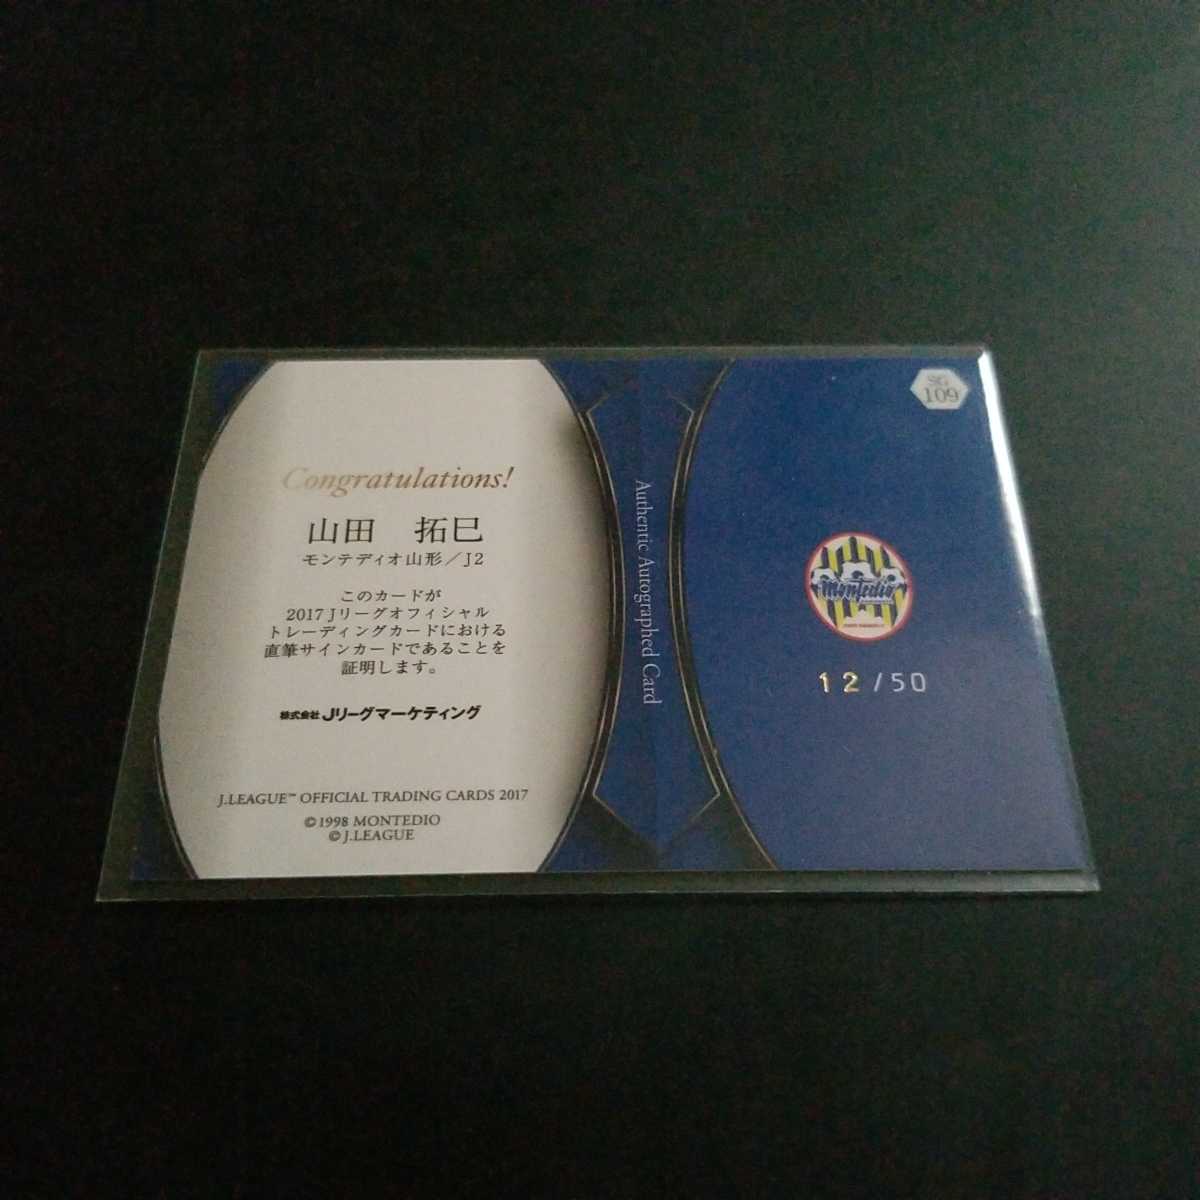 Congratulations!
山田 拓巳
モンテディオ山形／J2
このカードが
2017 Jリーグオフィシャル
トレーディングカードにおける
直筆サインカードであることを
証明します。
株式会社 Jリーグマーケティング
J.LEAGUE™ OFFICIAL TRADING CARDS 2017
©1998 MONTEDIO
© J.LEAGUE
Authentic Autographed Card
SG
109
Montedio
12/50